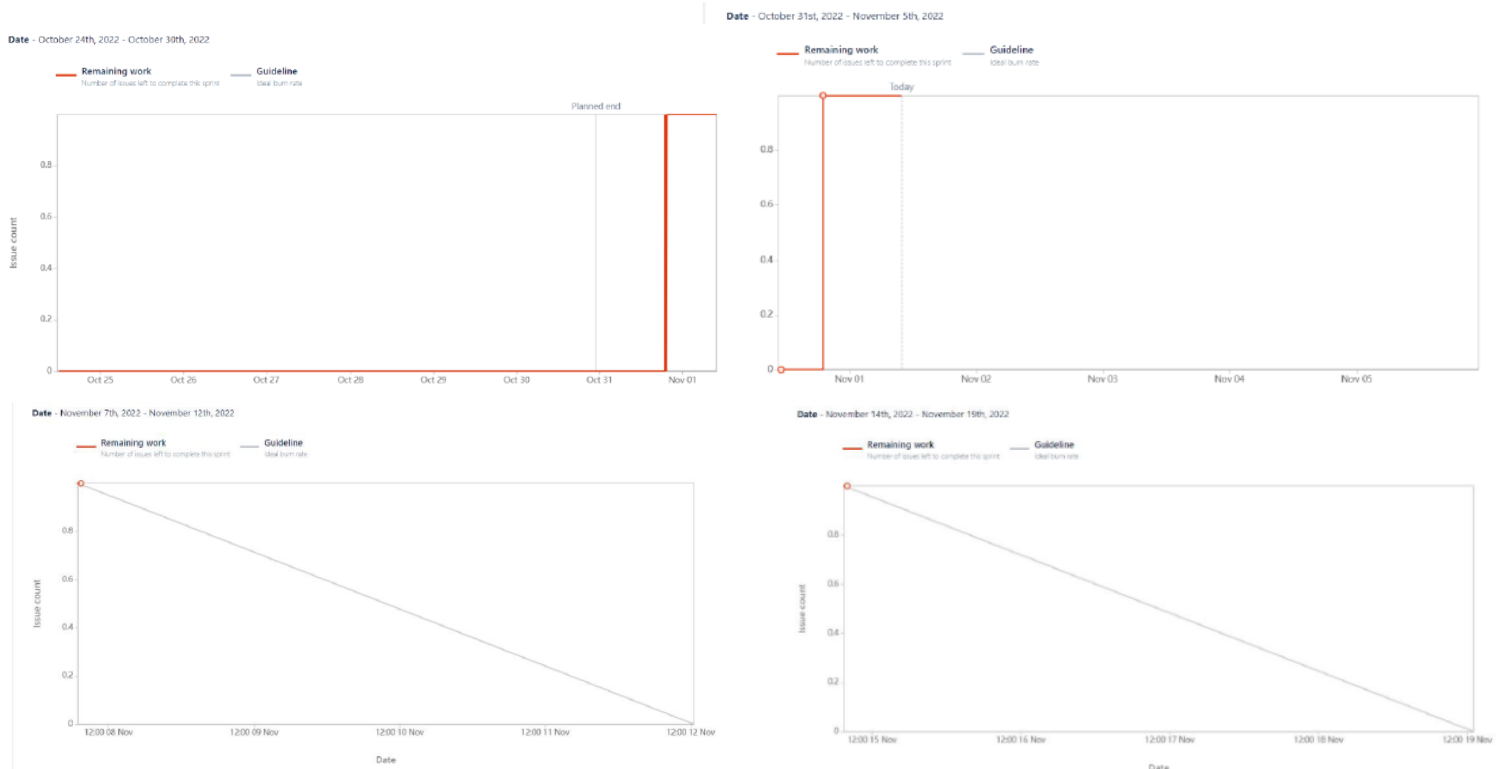 Date - October 24th, 2022 - October 30th, 2022
Remaining work
Number of issues left to complete this sprint
Guideline
Ideal burn rate
Planned end
0.8
0.6
0.4
0.2
0
Issue count
Oct 25 Oct 26 Oct 27 Oct 28 Oct 29 Oct 30 Oct 31 Nov 01
Date - October 31st, 2022 - November 5th, 2022
Remaining work
Number of issues left to complete this sprint
Guideline
Ideal burn rate
Today
0.8
0.6
0.4
0.2
0
Nov 01 Nov 02 Nov 03 Nov 04 Nov 05
Date - November 7th, 2022 - November 12th, 2022
Remaining work
Number of issues left to complete this sprint
Guideline
Ideal burn rate
0.8
0.6
0.4
0.2
0
Issue count
12:00 08 Nov 12:00 09 Nov 12:00 10 Nov 12:00 11 Nov 12:00 12 Nov
Date
Date - November 14th, 2022 - November 19th, 2022
Remaining work
Number of issues left to complete this sprint
Guideline
Ideal burn rate
0.8
0.6
0.4
0.2
0
Issue count
12:00 15 Nov 12:00 16 Nov 12:00 17 Nov 12:00 18 Nov 12:00 19 Nov
Date